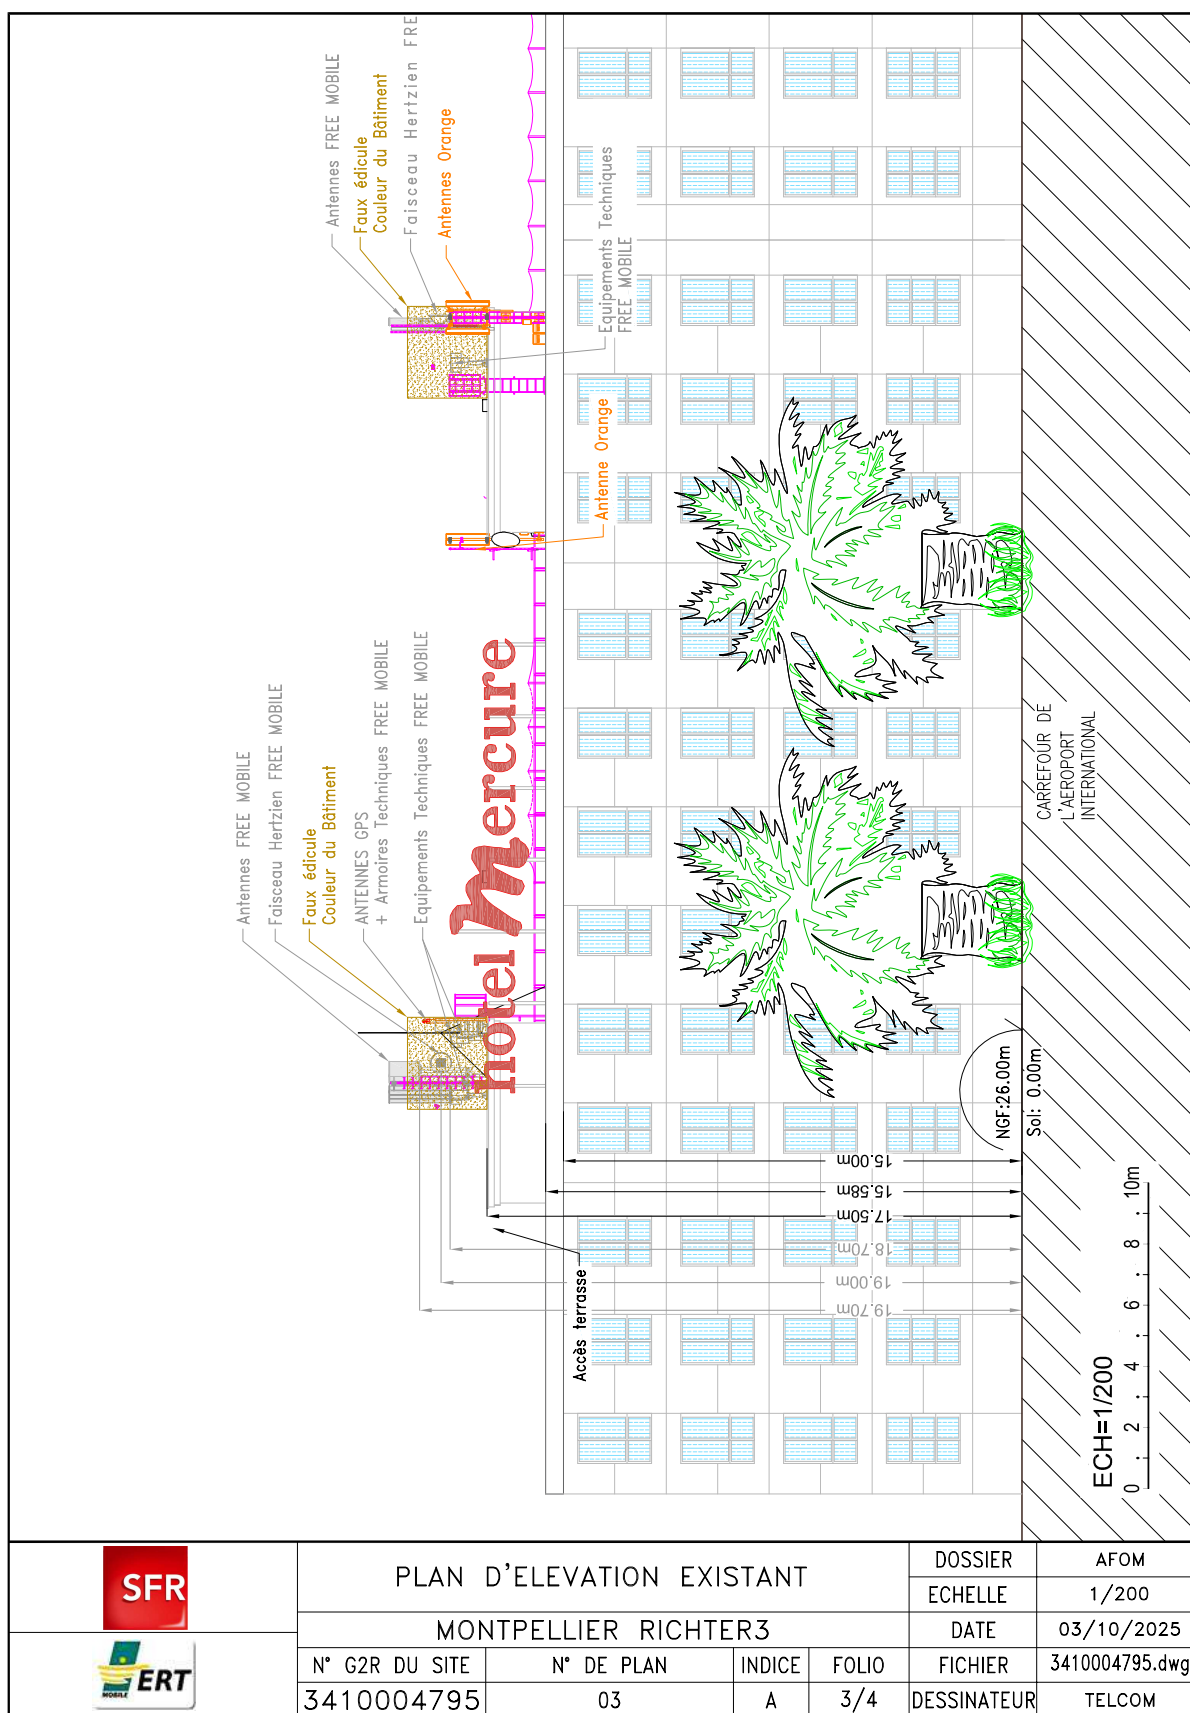 Antennes FREE MOBILE
Faux édicule
Couleur du Bâtiment
Faisceau Hertzien FRE
Antennes Orange
Equipements Techniques
FREE MOBILE
Antenne Orange
Antennes FREE MOBILE
Faisceau Hertzien FREE MOBILE
Faux édicule
Couleur du Bâtiment
ANTENNES GPS
+ Armoires Techniques FREE MOBILE
Equipements Techniques FREE MOBILE
hotel Mercure
CARREFOUR DE
L'AEROPORT
INTERNATIONAL
NGF:26.00m
Sol: 0.00m
15.00m
15.58m
17.50m
18.70m
19.00m
19.70m
Accès terrasse
ECH=1/200
0 2 4 6 8 10m
SFR
ERT
MOBILE
PLAN D'ELEVATION EXISTANT
MONTPELLIER RICHTER3
DOSSIER AFOM
ECHELLE 1/200
DATE 03/10/2025
N° G2R DU SITE N° DE PLAN INDICE FOLIO FICHIER 3410004795.dwg
3410004795 03 A 3/4 DESSINATEUR TELCOM